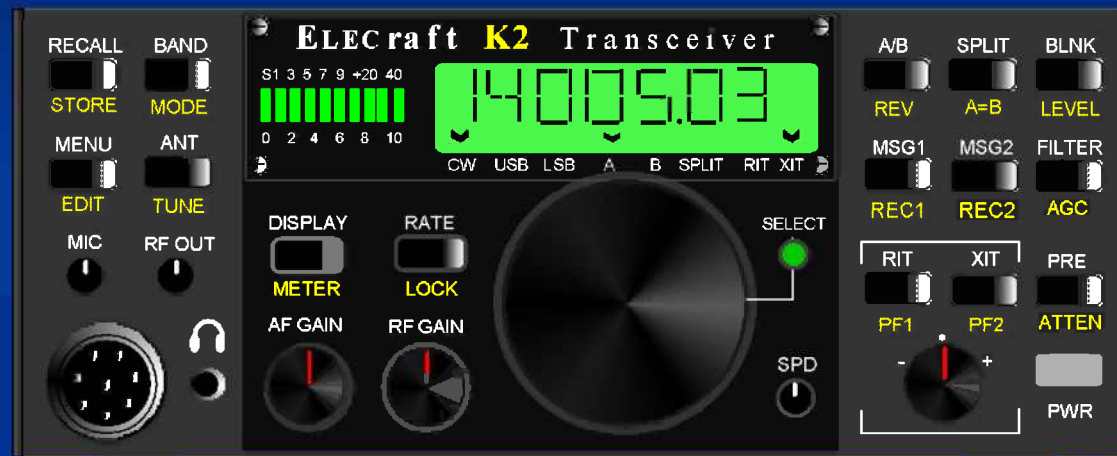 ELECraft K2 Transceiver
RECALL BAND
STORE MODE
MENU ANT
EDIT TUNE
MIC RF OUT
S1 3 5 7 9 +20 40
0 2 4 6 8 10
14005.03
CW USB LSB A B SPLIT RIT XIT
DISPLAY RATE
METER LOCK
AF GAIN RF GAIN
SELECT
SPD
A/B SPLIT BLNK
REV A=B LEVEL
MSG1 MSG2 FILTER
REC1 REC2 AGC
RIT XIT PRE
PF1 PF2 ATTEN
- +
PWR